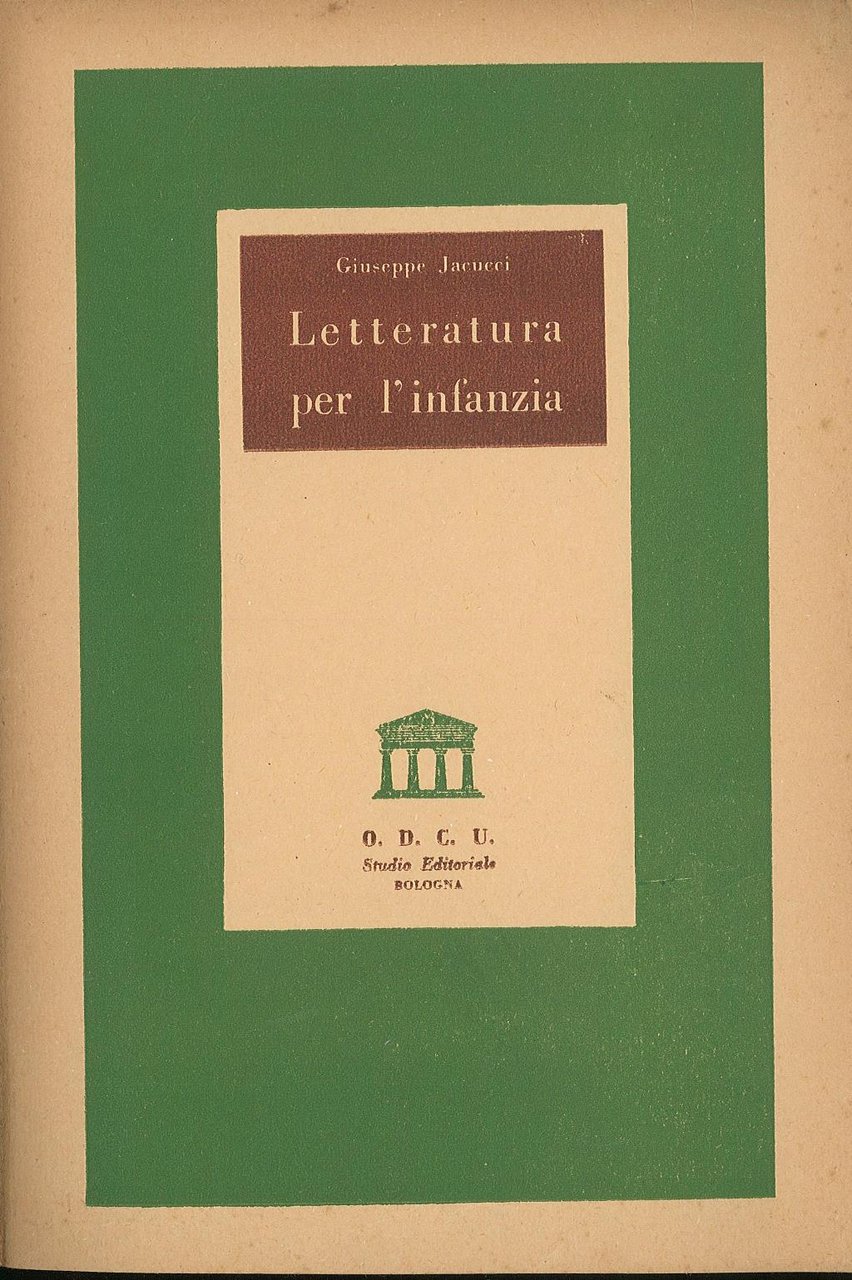 Giuseppe Jacucci
Letteratura
per l'infanzia
O. D. C. U.
Studio Editoriale
BOLOGNA